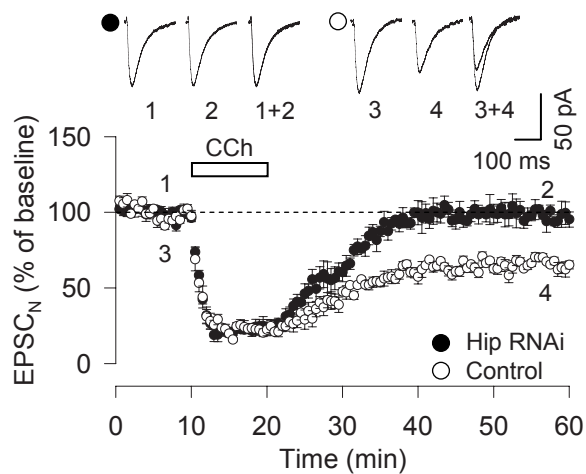 1 2 1+2 3 4 3+4
50 pA
100 ms
EPSC_N (% of baseline)
150
100
50
0
CCh
1
3
2
4
Hip RNAi
Control
0 10 20 30 40 50 60
Time (min)